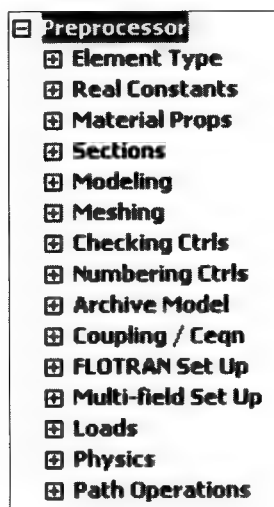 Preprocessor
Element Type
Real Constants
Material Props
Sections
Modeling
Meshing
Checking Ctrls
Numbering Ctrls
Archive Model
Coupling / Ceqn
FLOTRAN Set Up
Multi-field Set Up
Loads
Physics
Path Operations